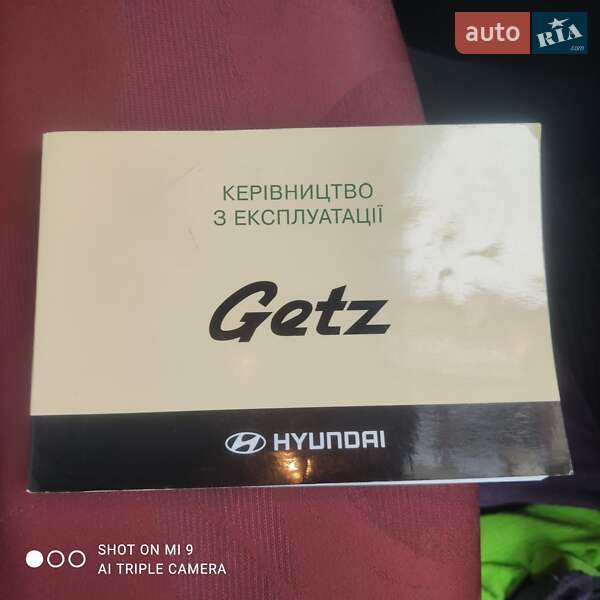 auto RIA
.com
КЕРІВНИЦТВО
З ЕКСПЛУАТАЦІЇ
Getz
HYUNDAI
SHOT ON MI 9
AI TRIPLE CAMERA